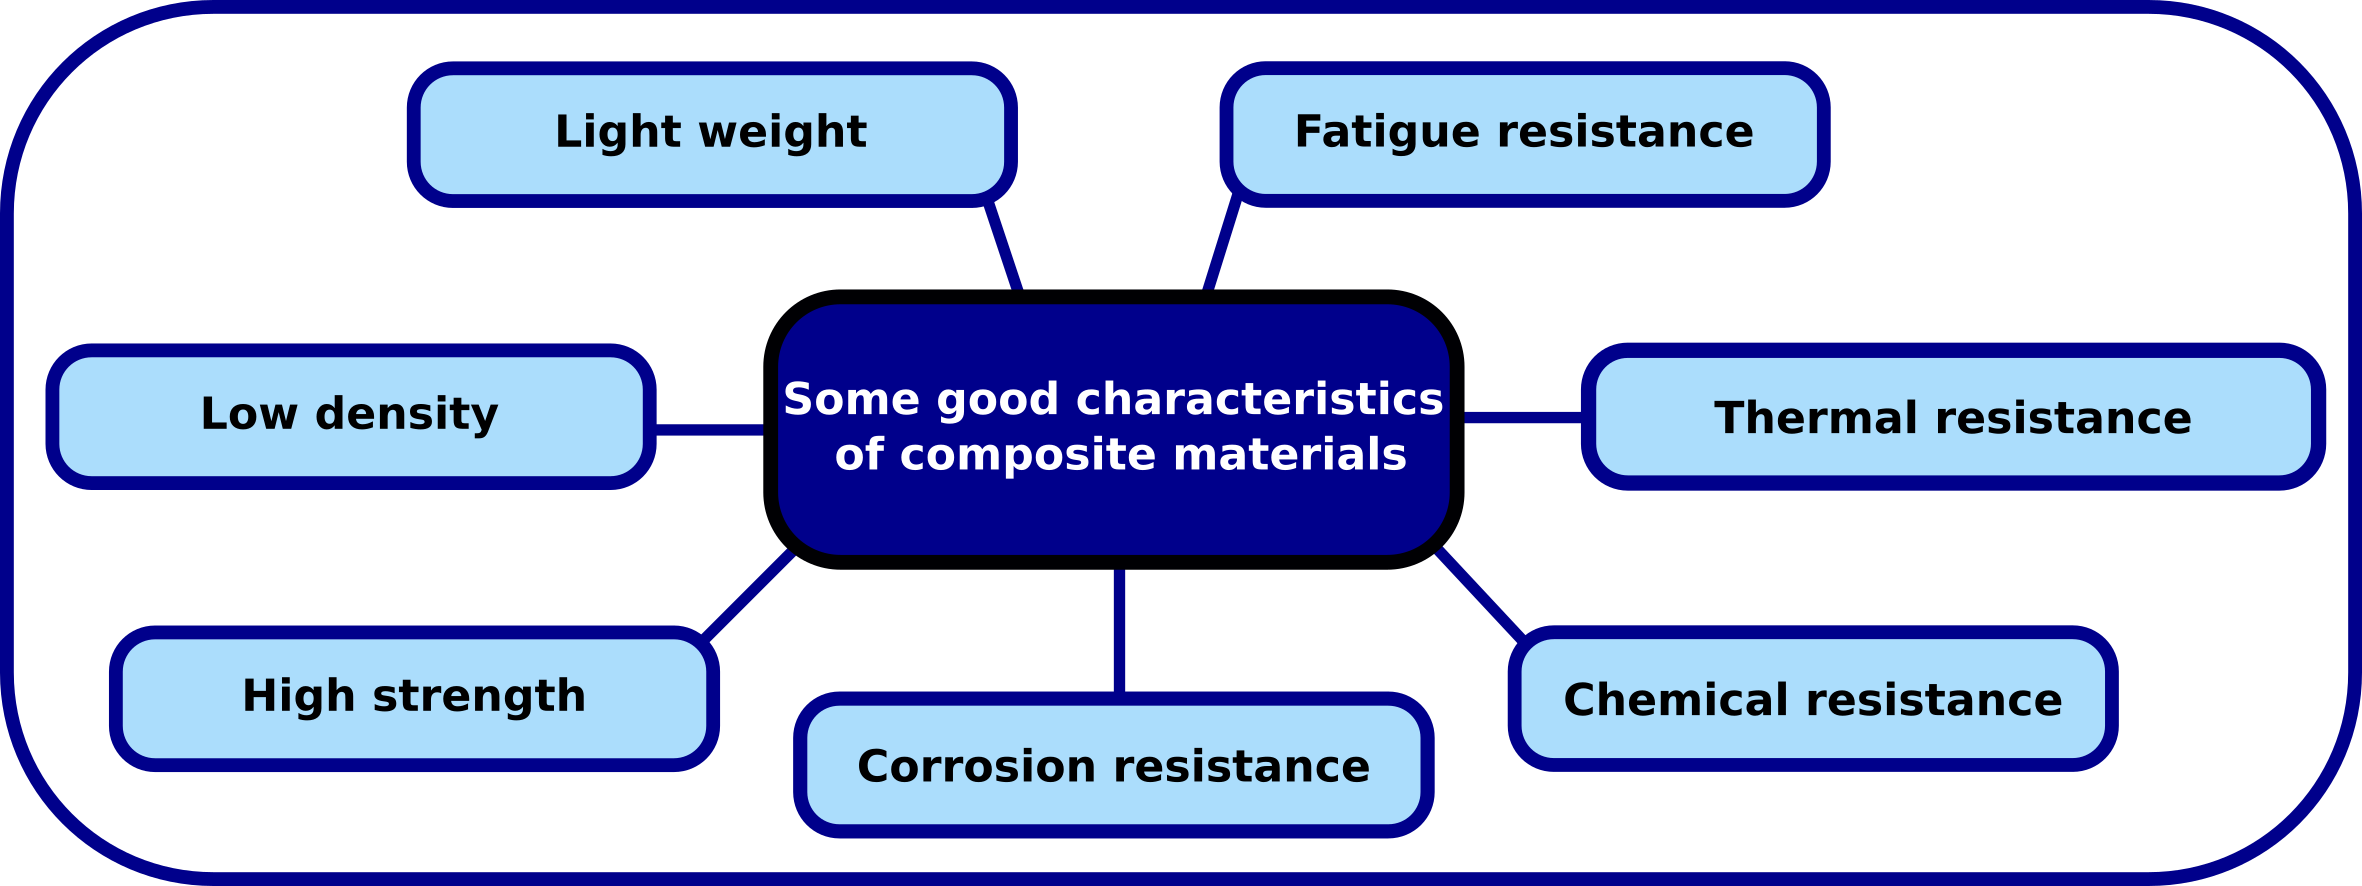 Light weight
Fatigue resistance
Low density
Some good characteristics
of composite materials
Thermal resistance
High strength
Corrosion resistance
Chemical resistance